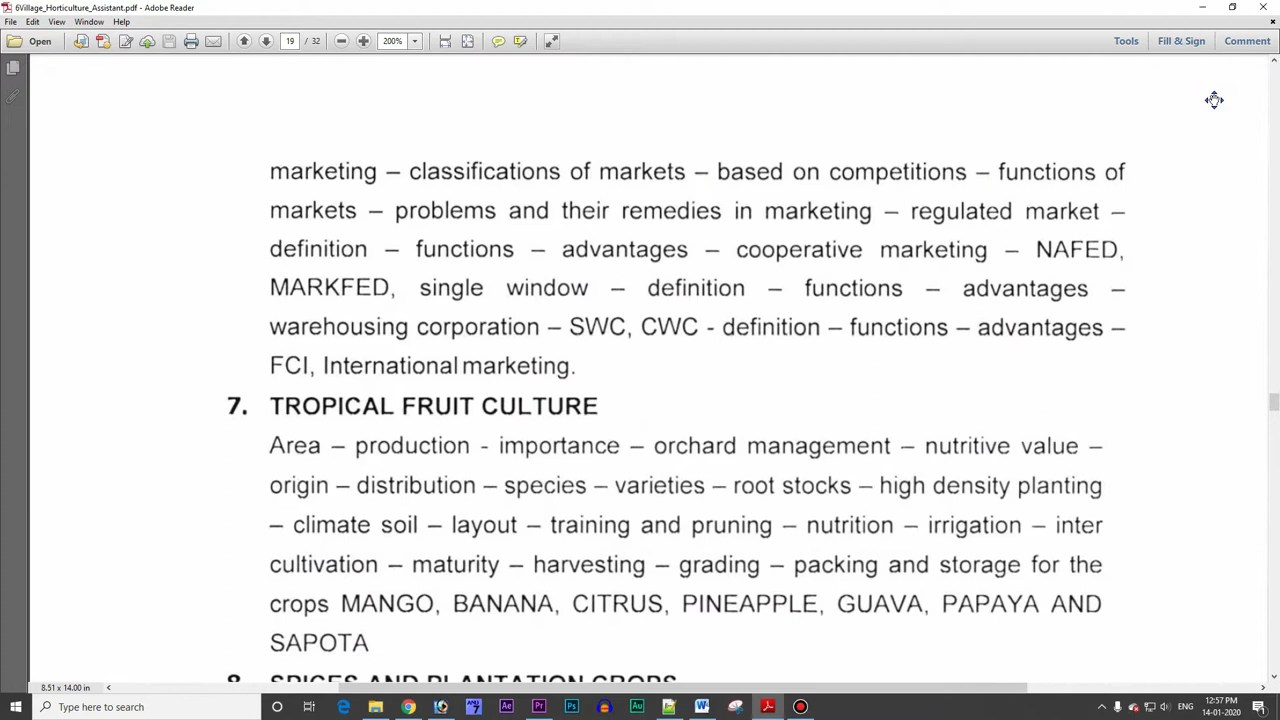 6Village_Horticulture_Assistant.pdf - Adobe Reader
File Edit View Window Help
Open 19 / 32 200% Tools Fill & Sign Comment
marketing – classifications of markets – based on competitions – functions of
markets – problems and their remedies in marketing – regulated market –
definition – functions – advantages – cooperative marketing – NAFED,
MARKFED, single window – definition – functions – advantages –
warehousing corporation – SWC, CWC - definition – functions – advantages –
FCI, International marketing.
7. TROPICAL FRUIT CULTURE
Area – production - importance – orchard management – nutritive value –
origin – distribution – species – varieties – root stocks – high density planting
– climate soil – layout – training and pruning – nutrition – irrigation – inter
cultivation – maturity – harvesting – grading – packing and storage for the
crops MANGO, BANANA, CITRUS, PINEAPPLE, GUAVA, PAPAYA AND
SAPOTA
8. SPICES AND PLANTATION CROPS
8.51 x 14.00 in
Type here to search
12:57 PM
14-01-2020